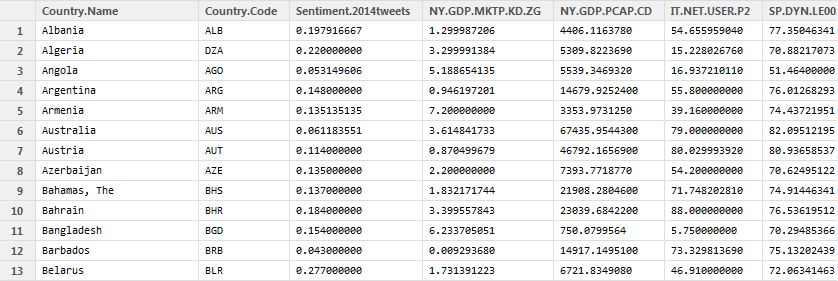 Country.Name Country.Code Sentiment.2014tweets NY.GDP.MKTP.KD.ZG NY.GDP.PCAP.CD IT.NET.USER.P2 SP.DYN.LE00
1 Albania ALB 0.197916667 1.299987206 4406.1163780 54.655959040 77.35046341
2 Algeria DZA 0.220000000 3.299991384 5309.8223690 15.228026760 70.88217073
3 Angola AGO 0.053149606 5.188654135 5539.3469320 16.937210110 51.46400000
4 Argentina ARG 0.148000000 0.946197201 14679.9252400 55.800000000 76.01268293
5 Armenia ARM 0.135135135 7.200000000 3353.9731250 39.160000000 74.43721951
6 Australia AUS 0.061183551 3.614841733 67435.9544300 79.000000000 82.09512195
7 Austria AUT 0.114000000 0.870499679 46792.1656900 80.029993920 80.93658537
8 Azerbaijan AZE 0.135000000 2.200000000 7393.7718770 54.200000000 70.62495122
9 Bahamas, The BHS 0.137000000 1.832171744 21908.2804600 71.748202810 74.91446341
10 Bahrain BHR 0.184000000 3.399557843 23039.6842200 88.000000000 76.53619512
11 Bangladesh BGD 0.154000000 6.233705051 750.0799564 5.750000000 70.29485366
12 Barbados BRB 0.043000000 0.009293680 14917.1495100 73.329813690 75.13202439
13 Belarus BLR 0.277000000 1.731391223 6721.8349080 46.910000000 72.06341463